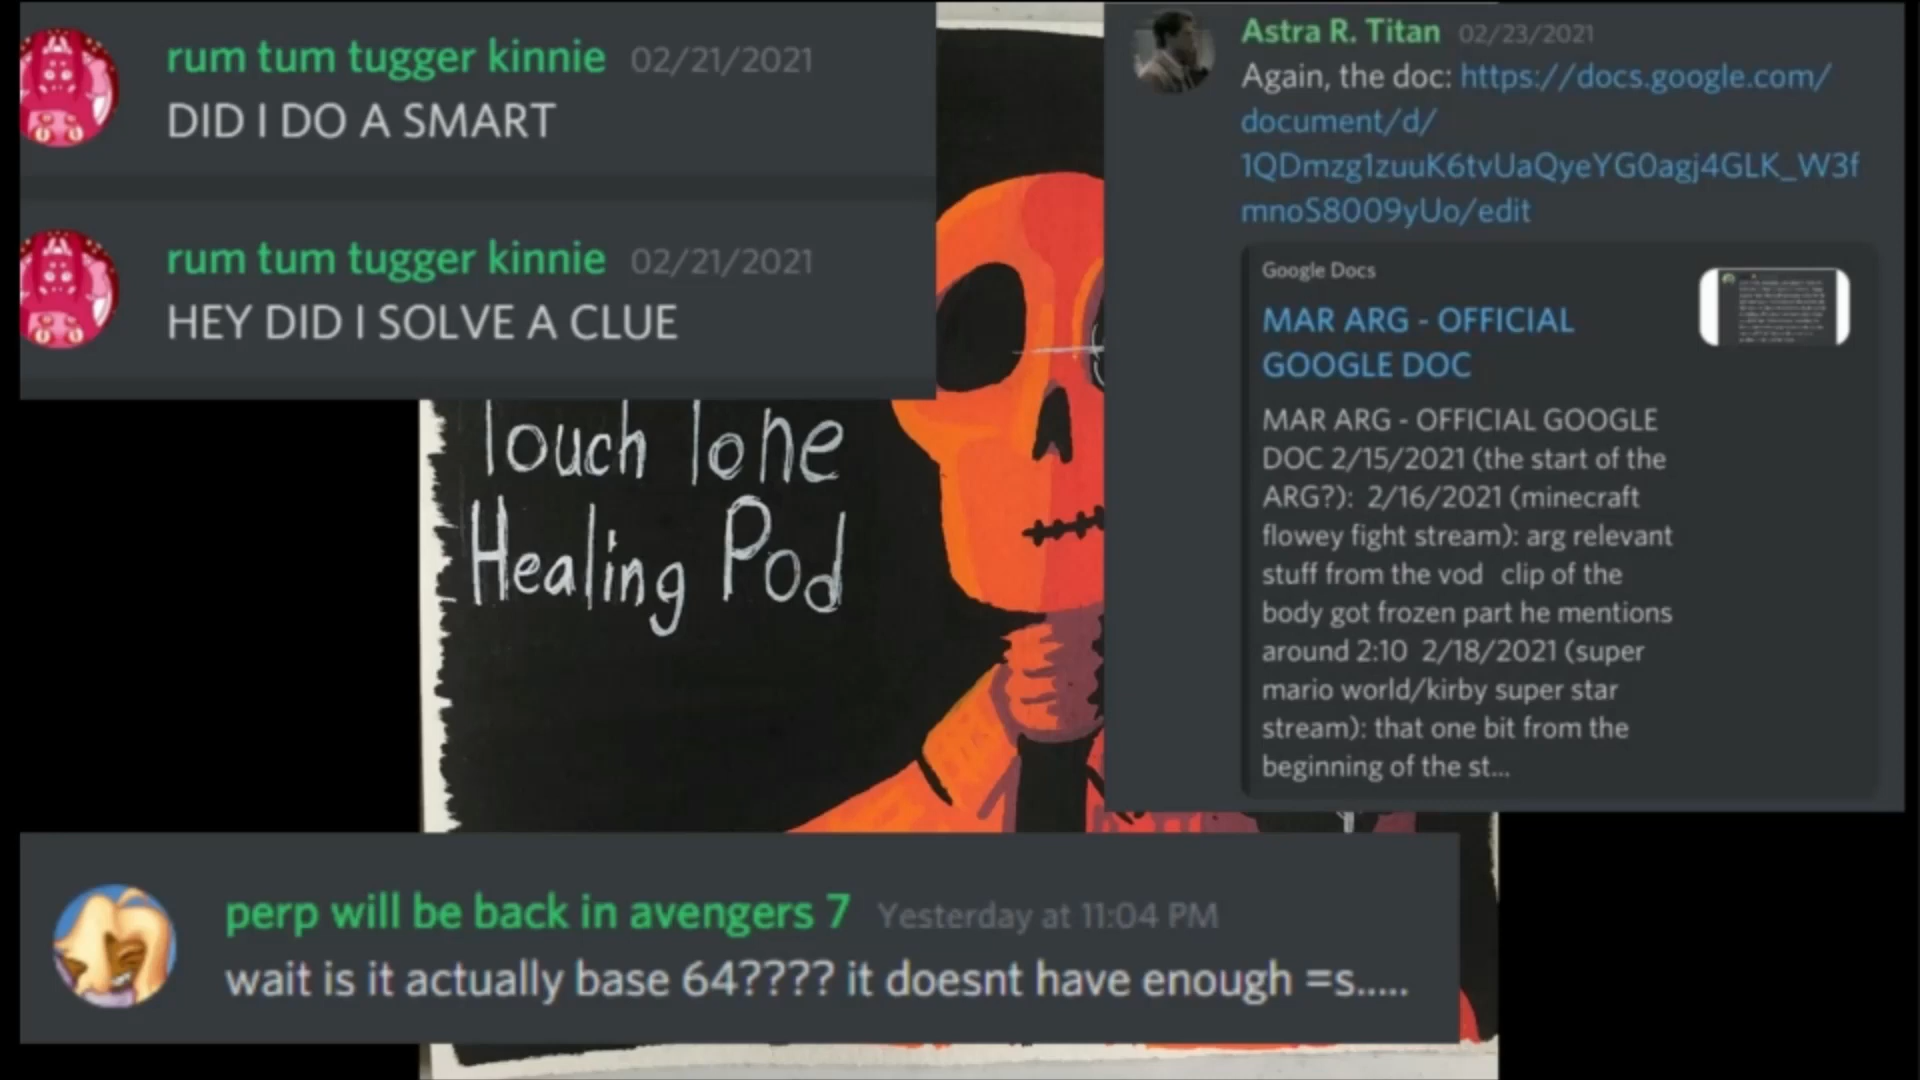 rum tum tugger kinnie 02/21/2021
DID I DO A SMART
rum tum tugger kinnie 02/21/2021
HEY DID I SOLVE A CLUE
Touch Tone
Healing Pod
Astra R. Titan 02/23/2021
Again, the doc: https://docs.google.com/
document/d/
1QDmzg1zuuK6tvUaQyeYG0agj4GLK_W3f
mnoS8009yUo/edit
Google Docs
MAR ARG - OFFICIAL
GOOGLE DOC
MAR ARG - OFFICIAL GOOGLE
DOC 2/15/2021 (the start of the
ARG?): 2/16/2021 (minecraft
flowey fight stream): arg relevant
stuff from the vod clip of the
body got frozen part he mentions
around 2:10 2/18/2021 (super
mario world/kirby super star
stream): that one bit from the
beginning of the st...
perp will be back in avengers 7 Yesterday at 11:04 PM
wait is it actually base 64???? it doesnt have enough =s.....